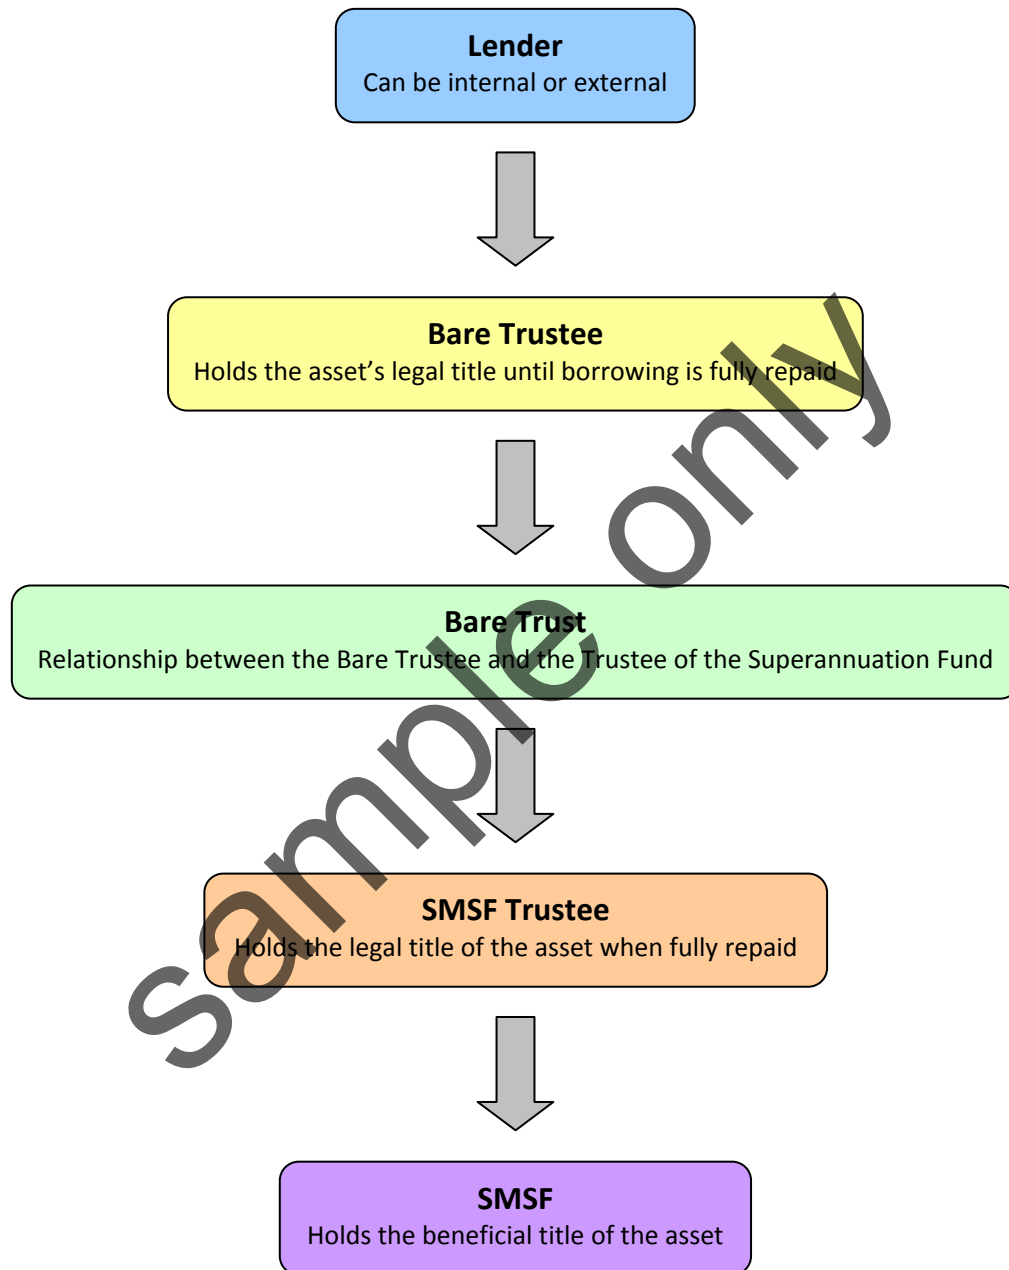 Lender
Can be internal or external
Bare Trustee
Holds the asset’s legal title until borrowing is fully repaid
Bare Trust
Relationship between the Bare Trustee and the Trustee of the Superannuation Fund
SMSF Trustee
Holds the legal title of the asset when fully repaid
SMSF
Holds the beneficial title of the asset
sample only